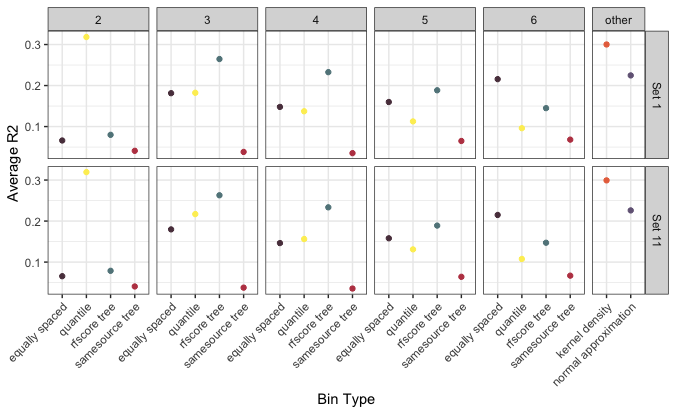 2 3 4 5 6 other
0.3
0.2
0.1
Set 1
0.3
0.2
0.1
Set 11
Average R2
equally spaced quantile rfscore tree samesource tree equally spaced quantile rfscore tree samesource tree equally spaced quantile rfscore tree samesource tree equally spaced quantile rfscore tree samesource tree equally spaced quantile rfscore tree samesource tree kernel density normal approximation
Bin Type